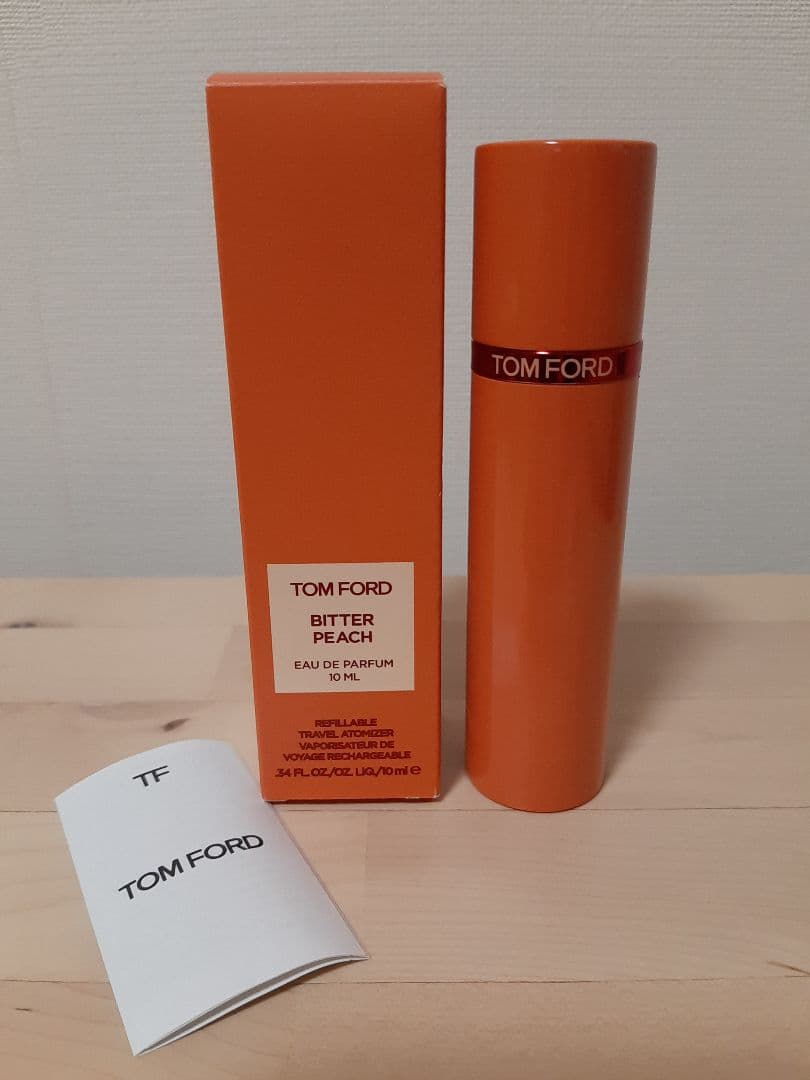 TOM FORD
BITTER
PEACH
EAU DE PARFUM
10 ML
REFILLABLE
TRAVEL ATOMIZER
VAPORISATEUR DE
VOYAGE RECHARGEABLE
.34 FL. OZ./OZ. LIQ./10 ml ℮
TOM FORD
TF
TOM FORD